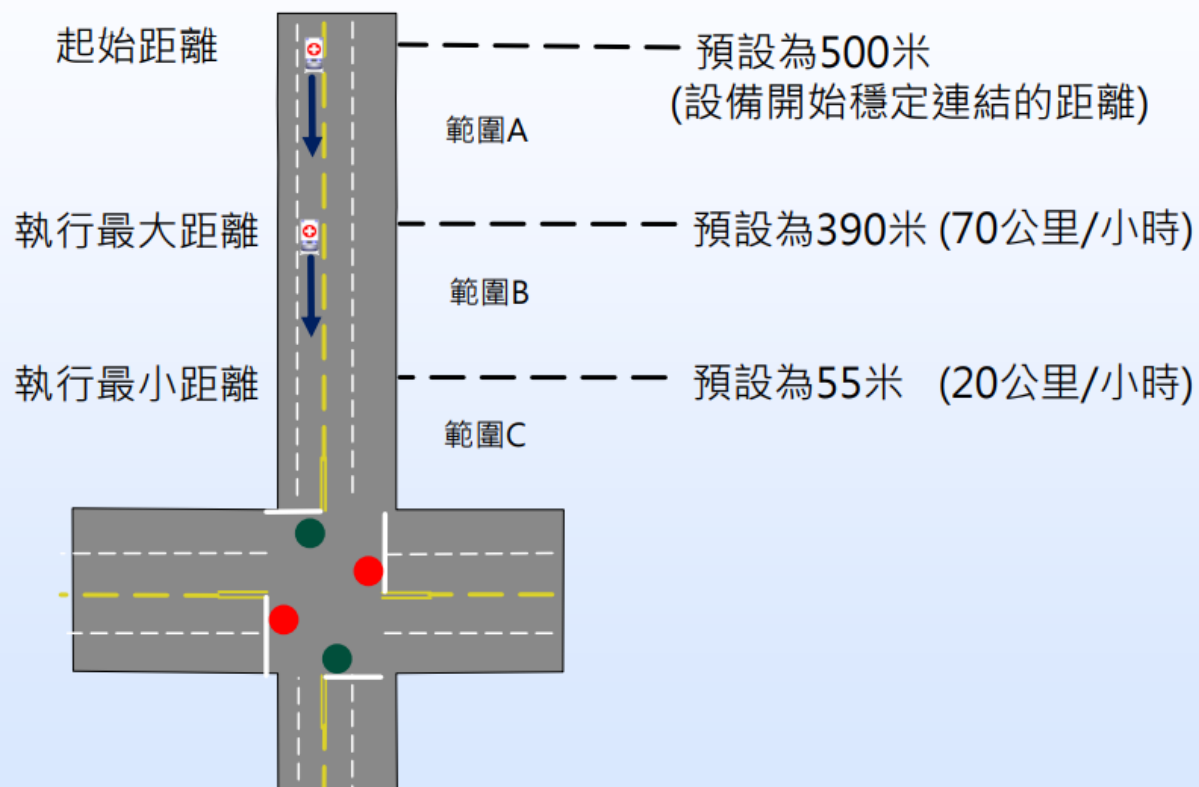 起始距離
預設為500米
(設備開始穩定連結的距離)
範圍A
執行最大距離
預設為390米 (70公里/小時)
範圍B
執行最小距離
預設為55米 (20公里/小時)
範圍C